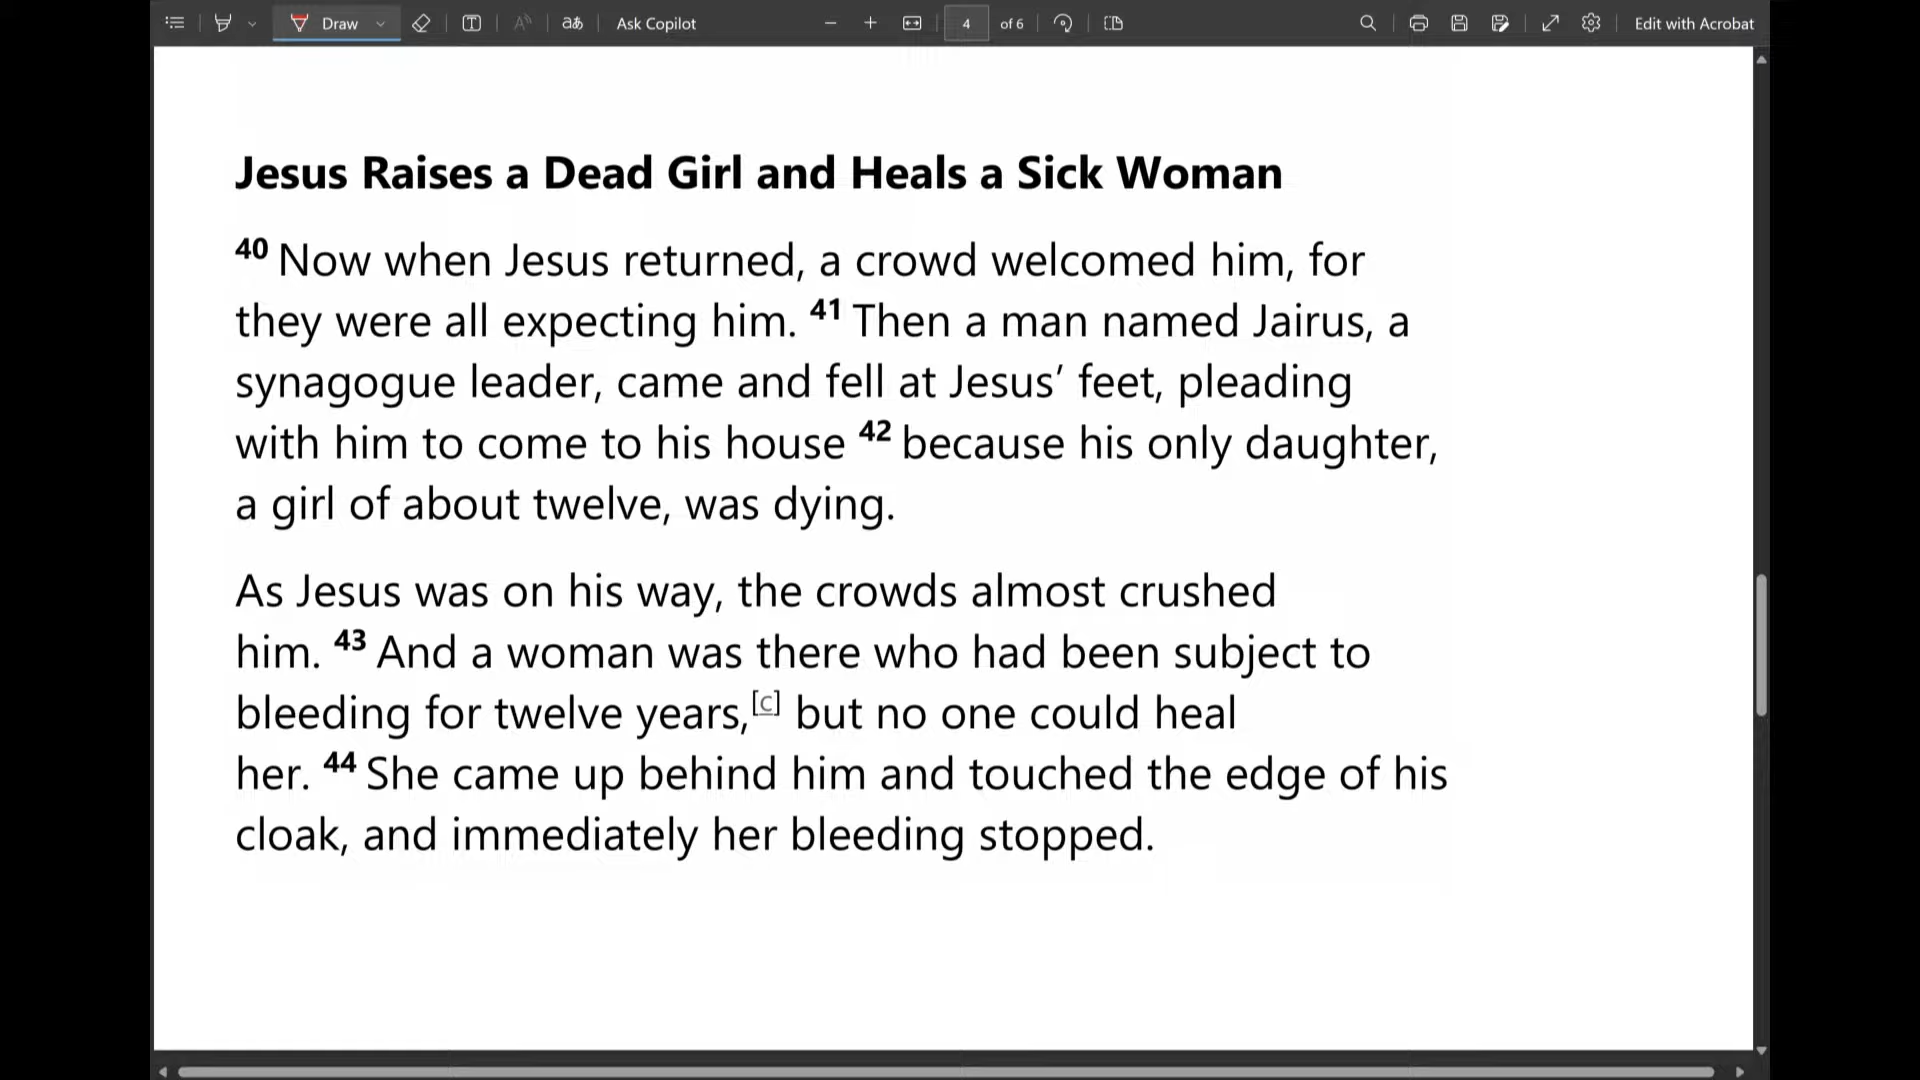 Draw
Ask Copilot
4 of 6
Edit with Acrobat
Jesus Raises a Dead Girl and Heals a Sick Woman
40 Now when Jesus returned, a crowd welcomed him, for
they were all expecting him. 41 Then a man named Jairus, a
synagogue leader, came and fell at Jesus’ feet, pleading
with him to come to his house 42 because his only daughter,
a girl of about twelve, was dying.
As Jesus was on his way, the crowds almost crushed
him. 43 And a woman was there who had been subject to
bleeding for twelve years,[c] but no one could heal
her. 44 She came up behind him and touched the edge of his
cloak, and immediately her bleeding stopped.